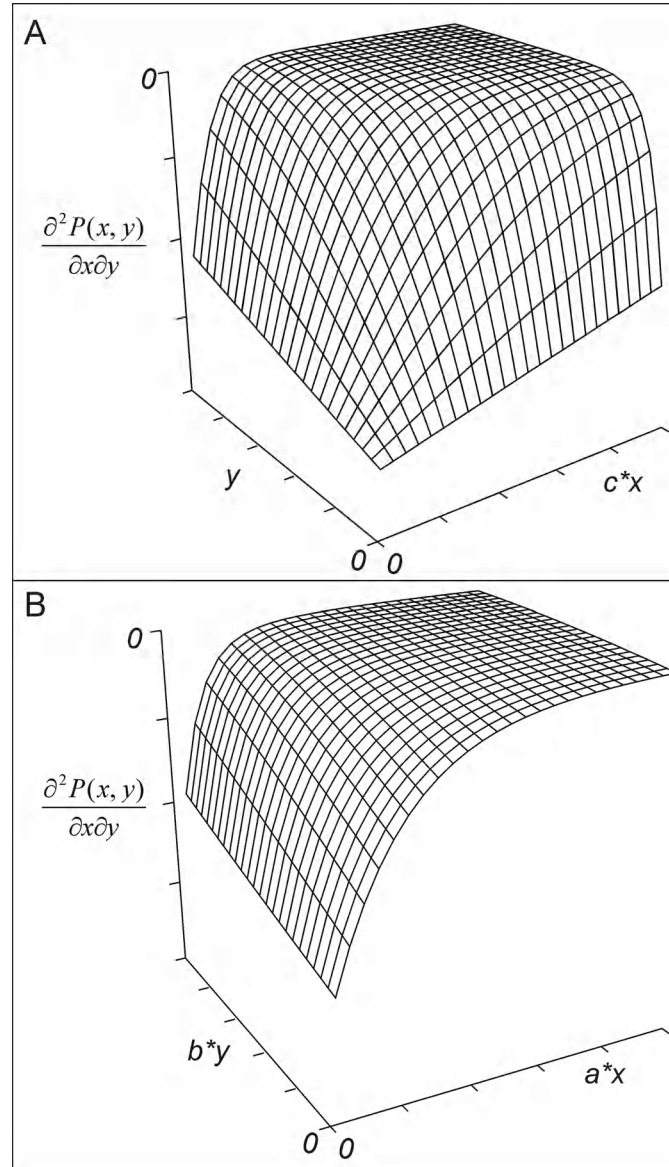 A
0
∂²P(x, y)
∂x∂y
y
c*x
0 0
B
0
∂²P(x, y)
∂x∂y
b*y
a*x
0 0